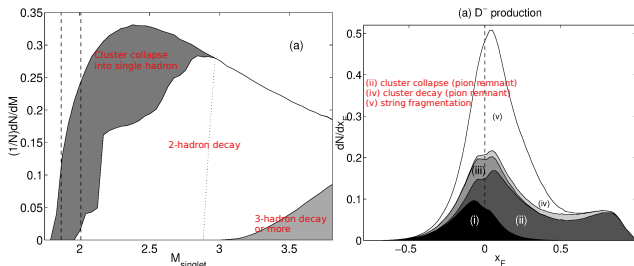 (a) D⁻ production
0.35
0.3
0.25
0.2
0.15
0.1
0.05
0
(1/N)dN/dM
Cluster collapse
into single hadron
(a)
2-hadron decay
3-hadron decay
or more
2
2.5
3
3.5
M_singlet
0.5
0.4
0.3
0.2
0.1
0
dN/dx_F
(ii) cluster collapse (pion remnant)
(iv) cluster decay (pion remnant)
(v) string fragmentation
(v)
(iii)
(iv)
(i)
(ii)
−0.5
0
0.5
x_F